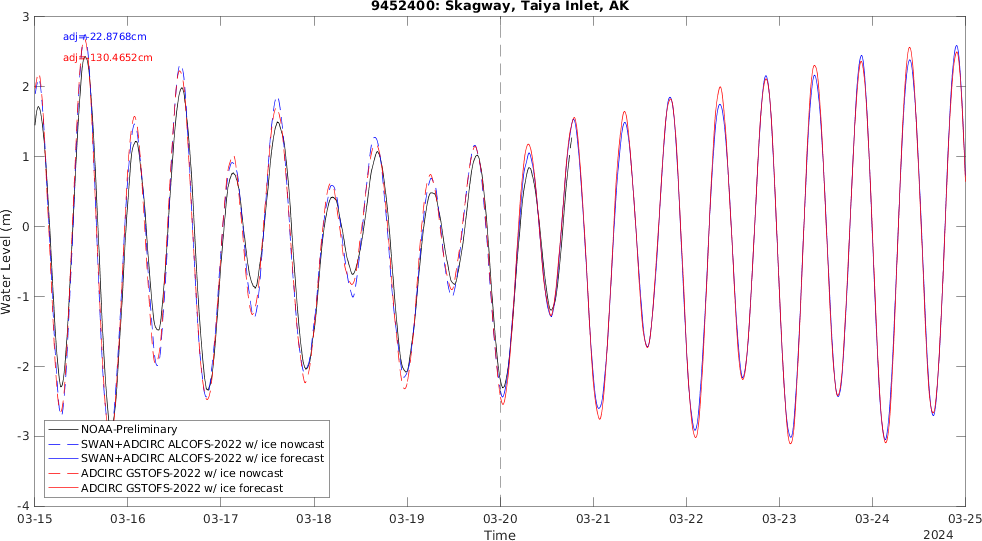 9452400: Skagway, Taiya Inlet, AK
adj=-22.8768cm
adj=-130.4652cm
3
2
1
0
-1
-2
-3
-4
Water Level (m)
NOAA-Preliminary
SWAN+ADCIRC ALCOFS-2022 w/ ice nowcast
SWAN+ADCIRC ALCOFS-2022 w/ ice forecast
ADCIRC GSTOFS-2022 w/ ice nowcast
ADCIRC GSTOFS-2022 w/ ice forecast
03-15 03-16 03-17 03-18 03-19 03-20 03-21 03-22 03-23 03-24 03-25
Time
2024